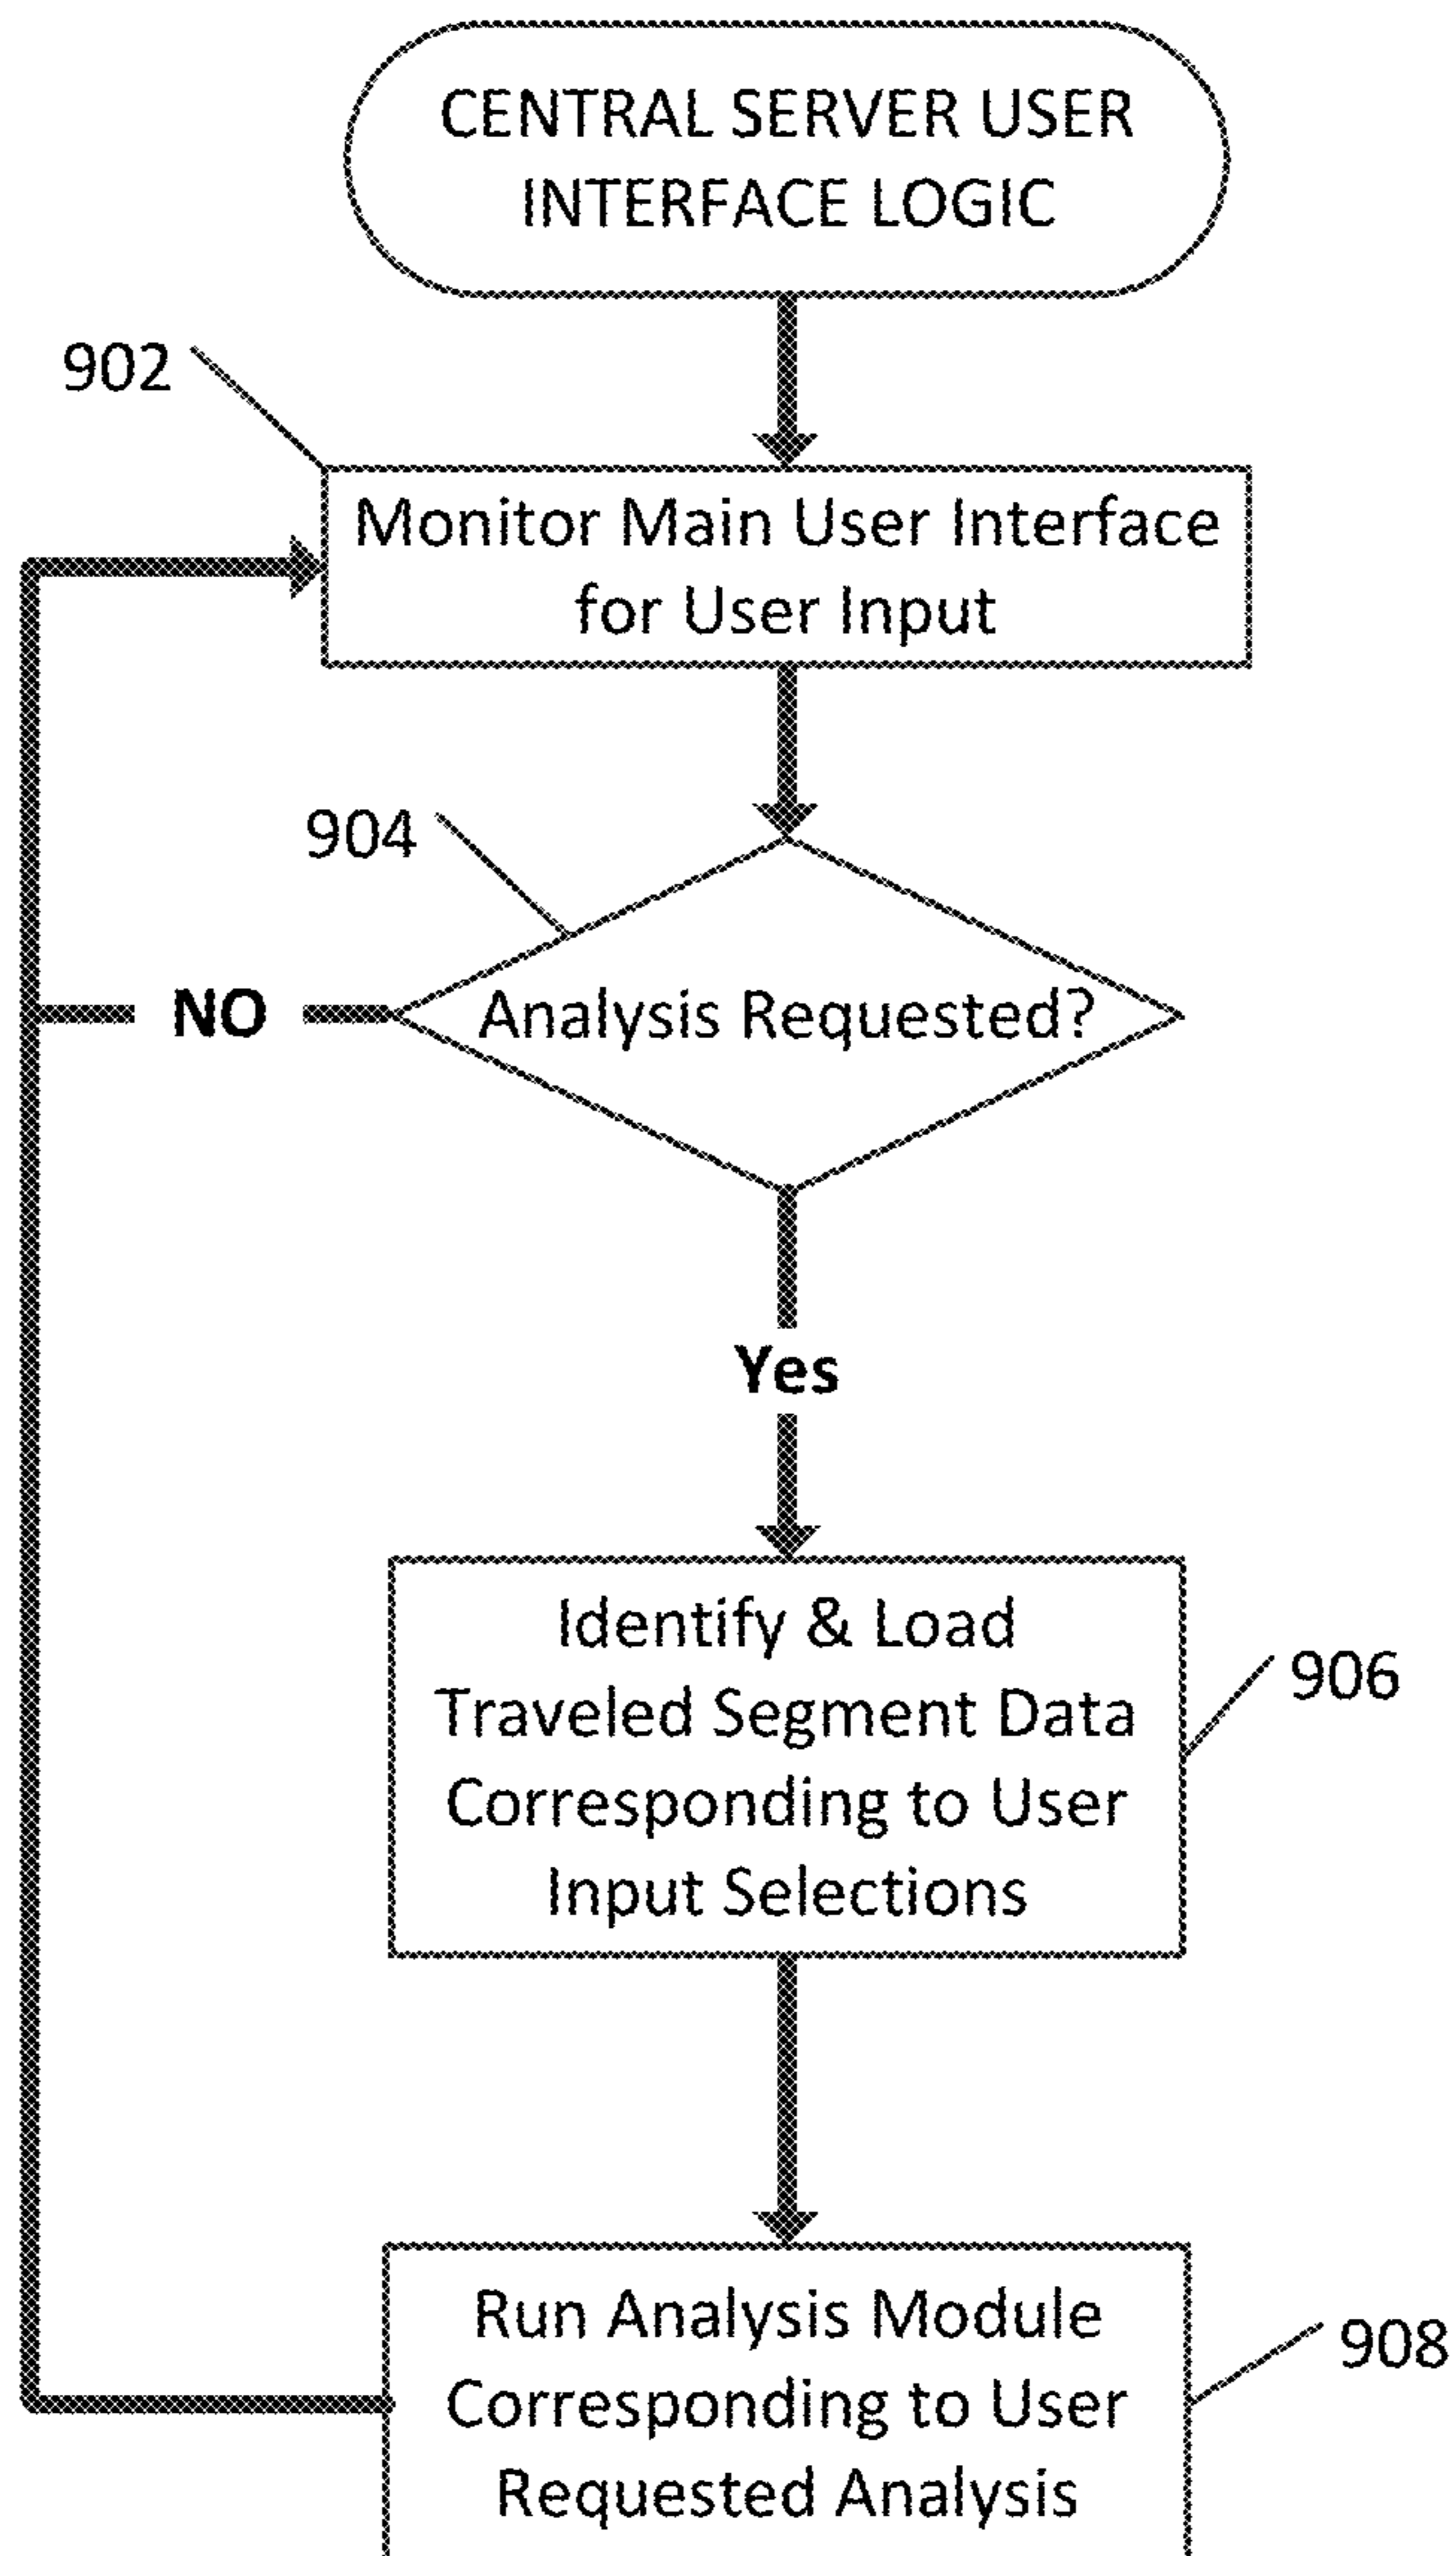 CENTRAL SERVER USER
INTERFACE LOGIC
902
Monitor Main User Interface
for User Input
904
NO
Analysis Requested?
Yes
Identify & Load
Traveled Segment Data
Corresponding to User
Input Selections
906
Run Analysis Module
Corresponding to User
Requested Analysis
908